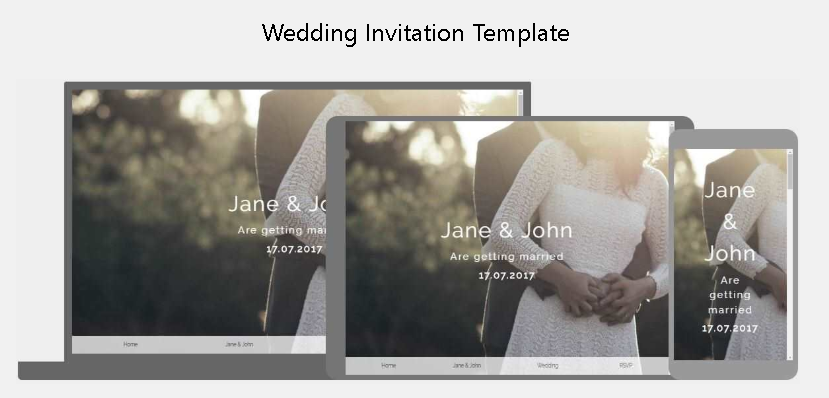 Wedding Invitation Template
Jane & Jo
Are getting mar
17.07.2017
Home
Jane & John
Jane & John
Are getting married
17.07.2017
Home
Jane & John
Wedding
RSVP
Jane
&
John
Are
getting
married
17.07.2017